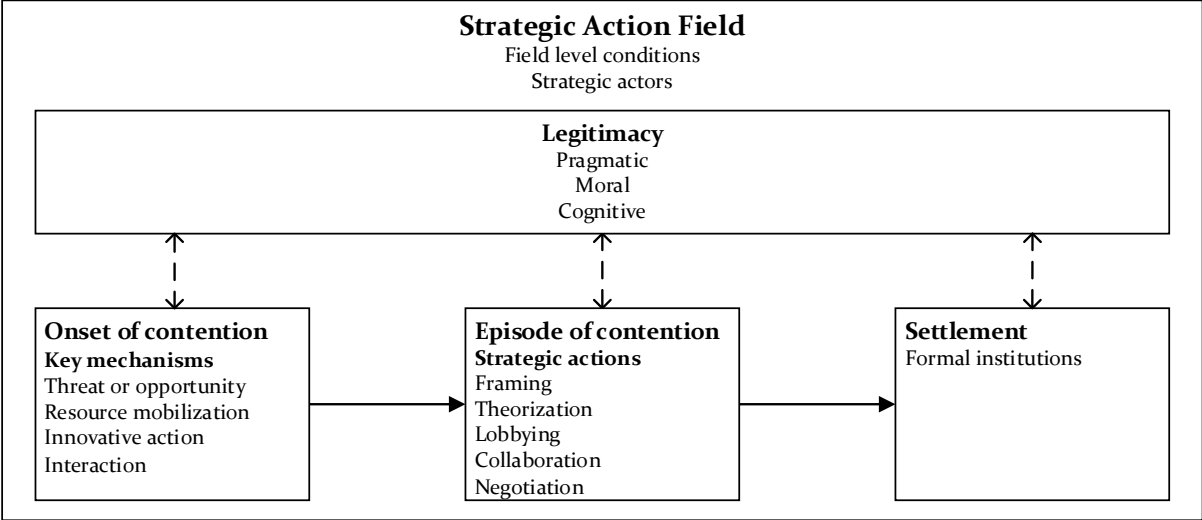 Strategic Action Field
Field level conditions
Strategic actors
Legitimacy
Pragmatic
Moral
Cognitive
Onset of contention
Key mechanisms
Threat or opportunity
Resource mobilization
Innovative action
Interaction
Episode of contention
Strategic actions
Framing
Theorization
Lobbying
Collaboration
Negotiation
Settlement
Formal institutions